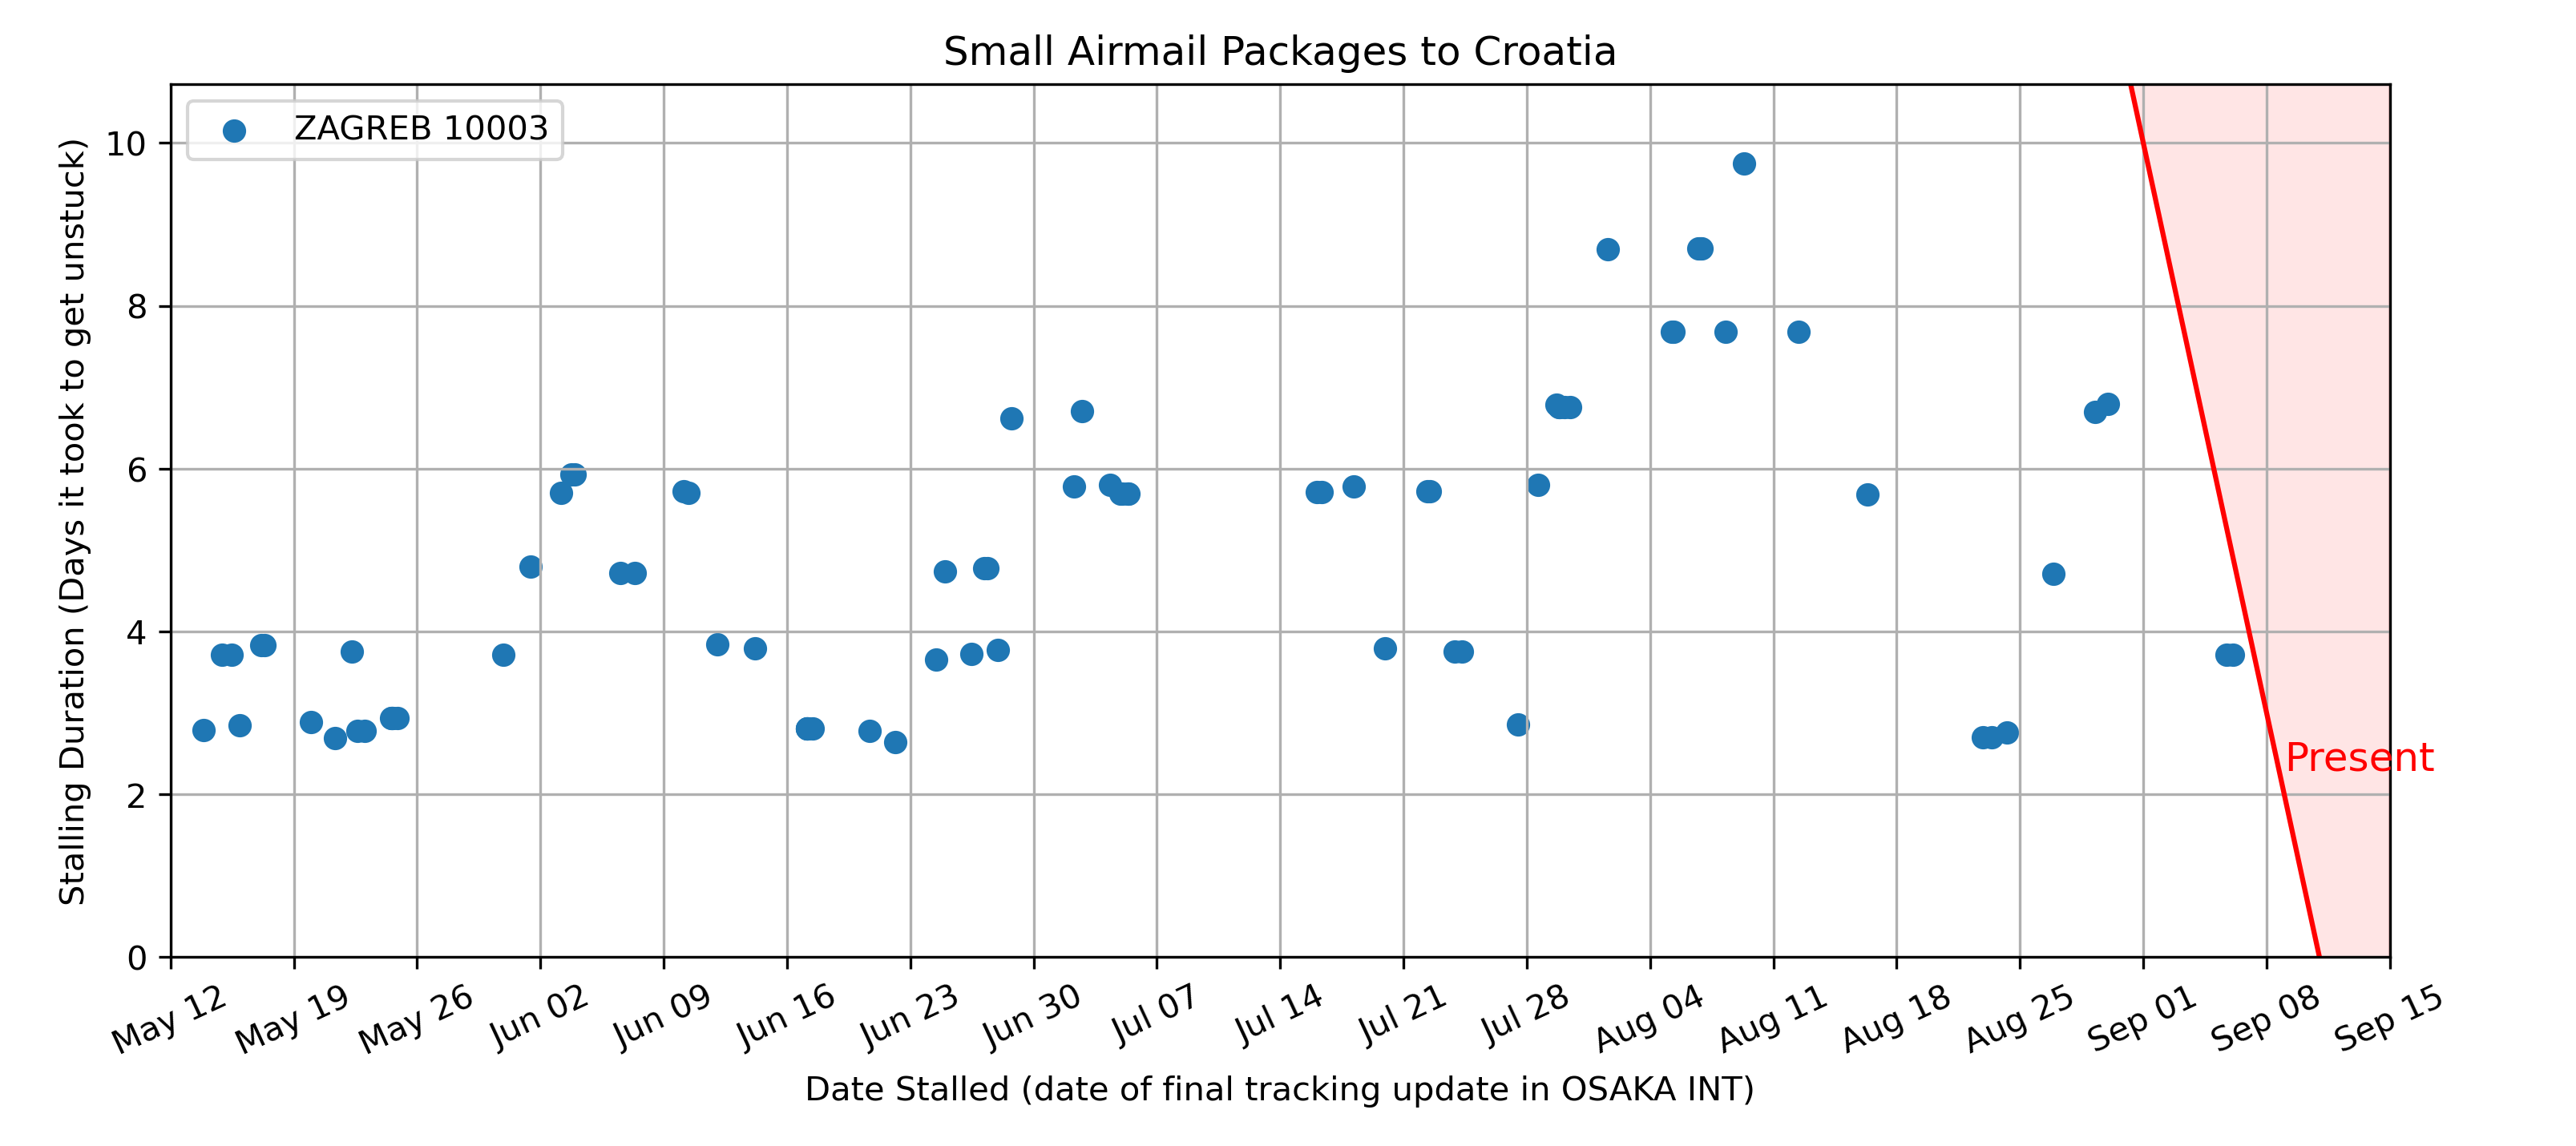 Small Airmail Packages to Croatia
ZAGREB 10003
Stalling Duration (Days it took to get unstuck)
10
8
6
4
2
0
Present
May 12
May 19
May 26
Jun 02
Jun 09
Jun 16
Jun 23
Jun 30
Jul 07
Jul 14
Jul 21
Jul 28
Aug 04
Aug 11
Aug 18
Aug 25
Sep 01
Sep 08
Sep 15
Date Stalled (date of final tracking update in OSAKA INT)